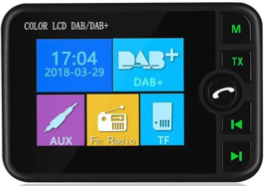 COLOR LCD DAB/DAB+
M
17:04
2018-03-29
DAB+
DAB+
TX
AUX
Fm Radio
TF